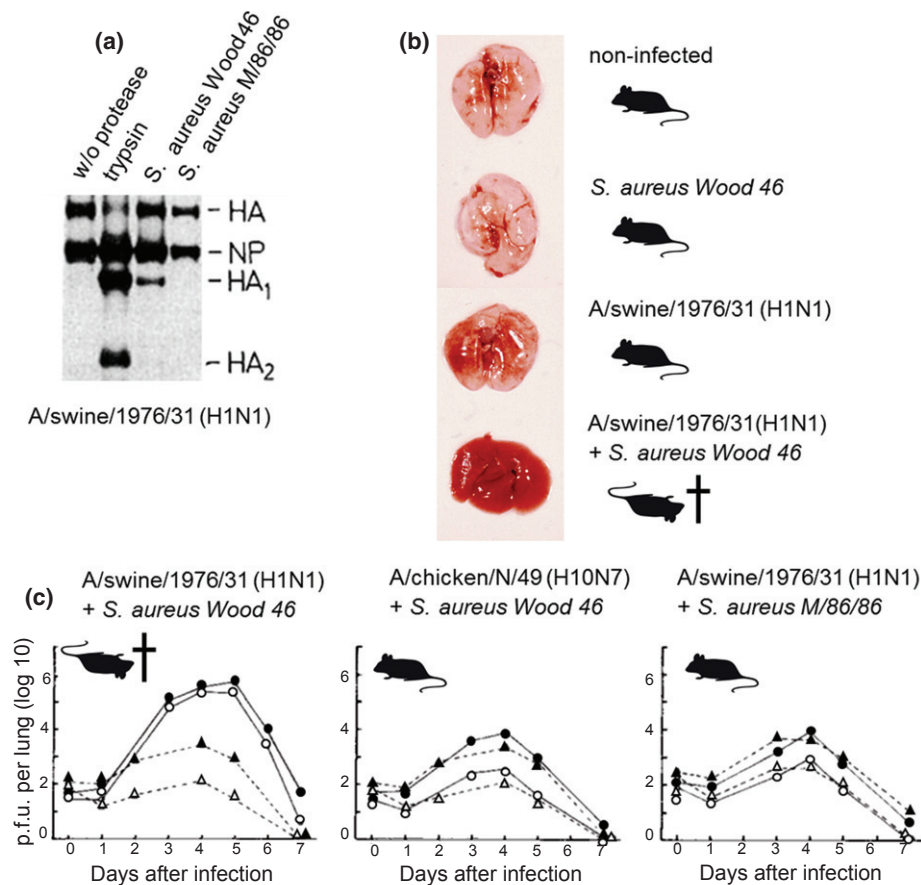 (a)
w/o protease
trypsin
S. aureus Wood 46
S. aureus M/86/86
HA
NP
HA1
HA2
A/swine/1976/31 (H1N1)
(b)
non-infected
S. aureus Wood 46
A/swine/1976/31 (H1N1)
A/swine/1976/31(H1N1)
+ S. aureus Wood 46
(c)
A/swine/1976/31 (H1N1)
+ S. aureus Wood 46
p.f.u. per lung (log 10)
6
4
2
0
0 1 2 3 4 5 6 7
Days after infection
A/chicken/N/49 (H10N7)
+ S. aureus Wood 46
6
4
2
0
0 1 2 3 4 5 7
Days after infection
A/swine/1976/31 (H1N1)
+ S. aureus M/86/86
6
4
2
0
0 1 2 3 4 5 7
Days after infection